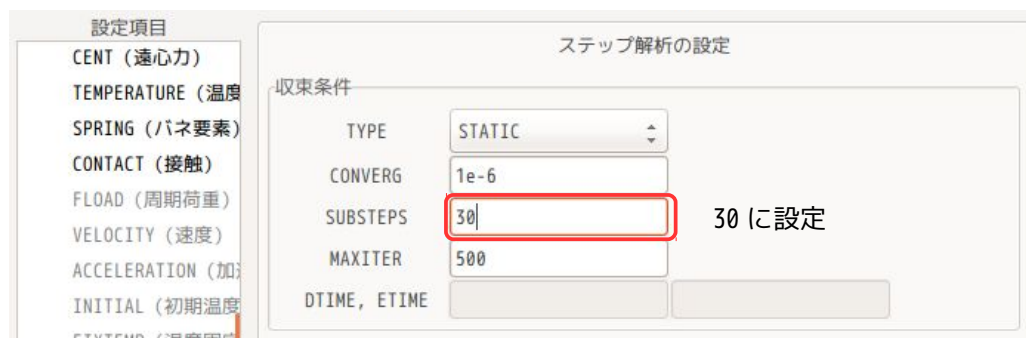 設定項目
CENT (遠心力)
TEMPERATURE (温度
SPRING (バネ要素)
CONTACT (接触)
FLOAD (周期荷重)
VELOCITY (速度)
ACCELERATION (加
INITIAL (初期温度
ステップ解析の設定
収束条件
TYPE STATIC
CONVERG 1e-6
SUBSTEPS 30 30 に設定
MAXITER 500
DTIME, ETIME